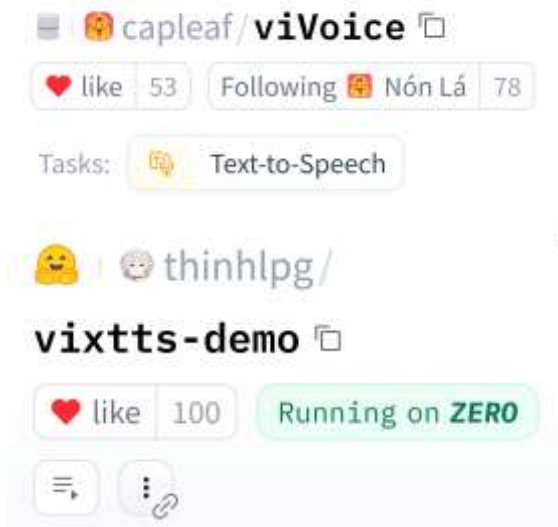 capleaf/viVoice
like 53 Following Nón Lá 78
Tasks: Text-to-Speech
thinhlpg/
vixtts-demo
like 100 Running on ZERO